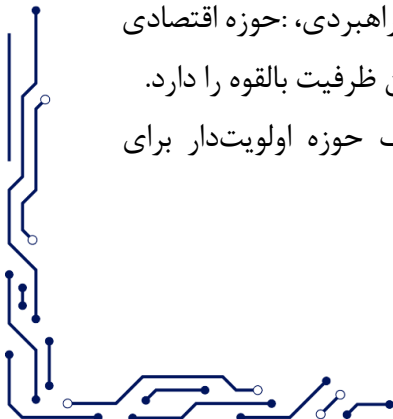 راهبردی، :حوزه اقتصادی
ظرفیت بالقوه را دارد.
حوزه اولویت‌دار برای